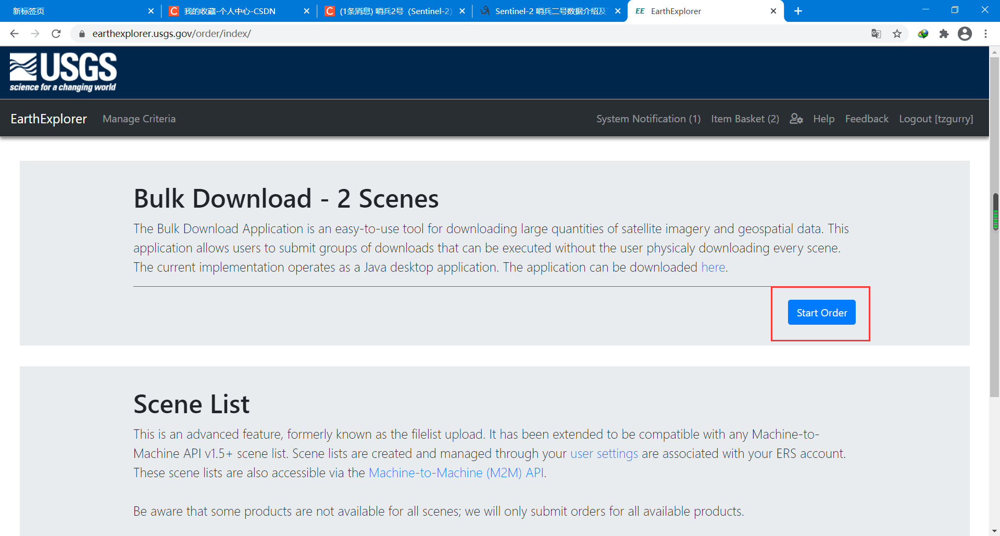 新标签页
我的收藏-个人中心-CSDN
(1条消息) 哨兵2号（Sentinel-2)
Sentinel-2 哨兵二号数据介绍及
EE EarthExplorer
earthexplorer.usgs.gov/order/index/
USGS
science for a changing world
EarthExplorer Manage Criteria System Notification (1) Item Basket (2) Help Feedback Logout [tzgurry]
Bulk Download - 2 Scenes
The Bulk Download Application is an easy-to-use tool for downloading large quantities of satellite imagery and geospatial data. This
application allows users to submit groups of downloads that can be executed without the user physicaly downloading every scene.
The current implementation operates as a Java desktop application. The application can be downloaded here.
Start Order
Scene List
This is an advanced feature, formerly known as the filelist upload. It has been extended to be compatible with any Machine-to-
Machine API v1.5+ scene list. Scene lists are created and managed through your user settings are associated with your ERS account.
These scene lists are also accessible via the Machine-to-Machine (M2M) API.
Be aware that some products are not available for all scenes; we will only submit orders for all available products.